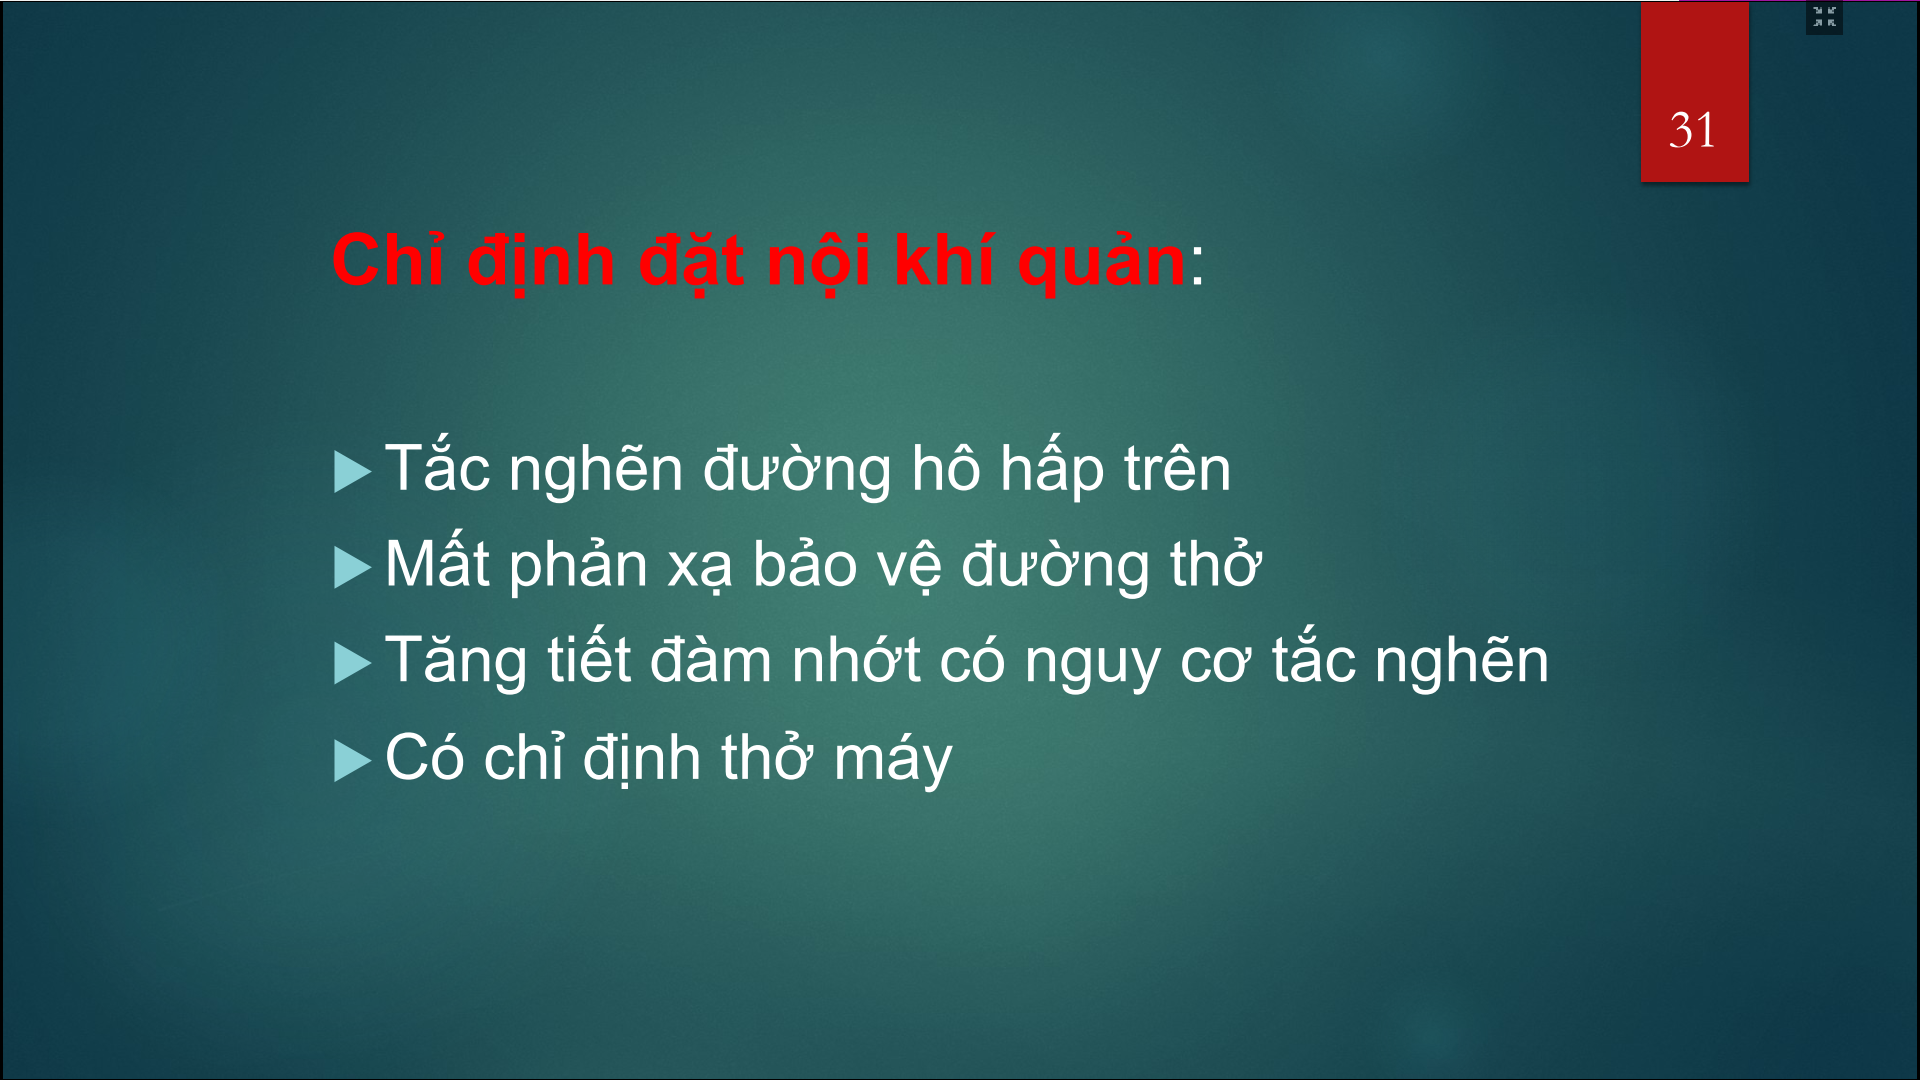 31
Chỉ định đặt nội khí quản:
Tắc nghẽn đường hô hấp trên
Mất phản xạ bảo vệ đường thở
Tăng tiết đàm nhớt có nguy cơ tắc nghẽn
Có chỉ định thở máy